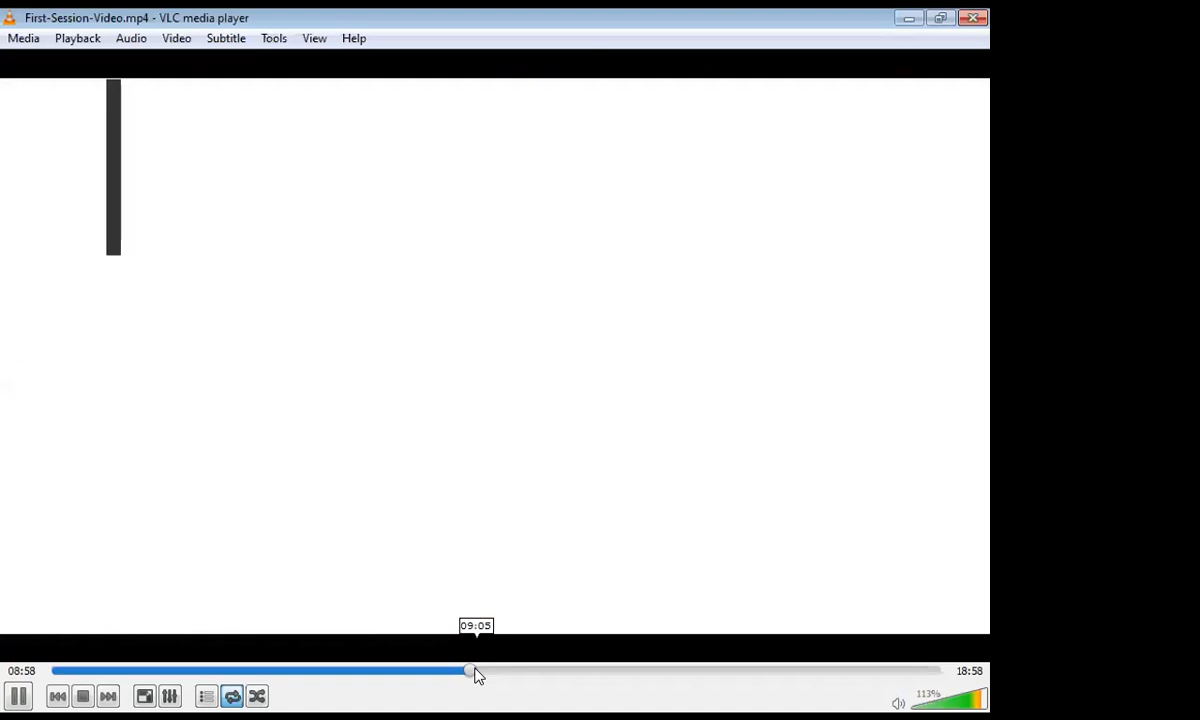 First-Session-Video.mp4 - VLC media player
Media Playback Audio Video Subtitle Tools View Help
09:05
08:58 18:58
113%